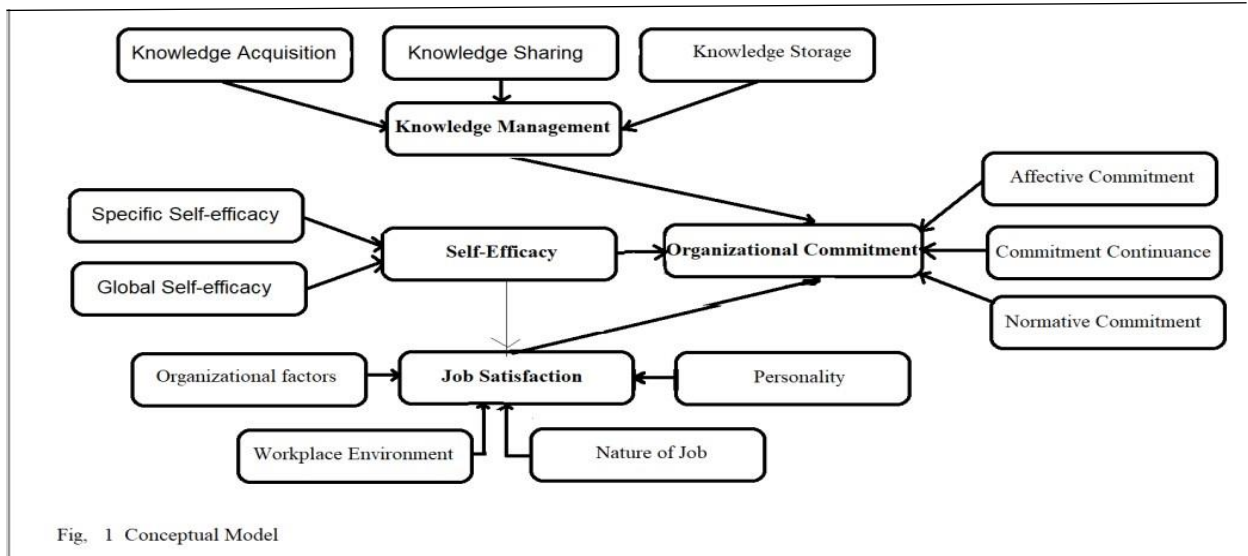 Knowledge Acquisition
Knowledge Sharing
Knowledge Storage
Knowledge Management
Affective Commitment
Specific Self-efficacy
Self-Efficacy
Organizational Commitment
Commitment Continuance
Global Self-efficacy
Normative Commitment
Organizational factors
Job Satisfaction
Personality
Workplace Environment
Nature of Job
Fig, 1 Conceptual Model